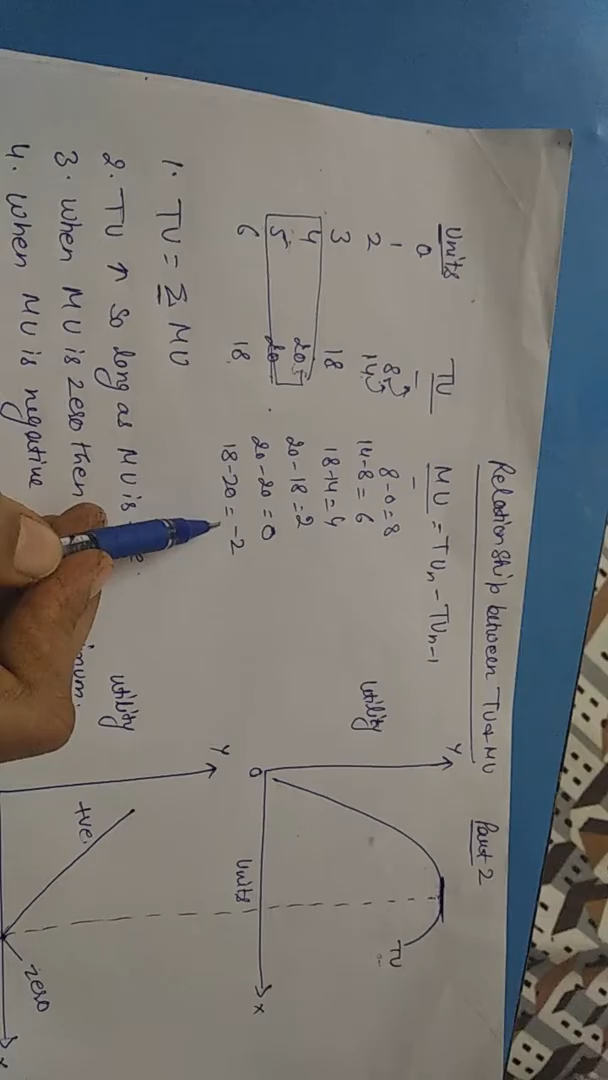 Relationship between TU & MU Part 2
Units TU MU = TUn - TUn-1
0 - -
1 8 8-0=8
2 14 14-8=6
3 18 18-14=4
4 20 20-18=2
5 20 20-20=0
6 18 18-20=-2
1. TU = Σ MU
2. TU ↑ so long as MU is
3. when MU is zero then
imum.
4. when MU is negative
Y
utility
TU
O
units
X
Y
utility
+ve
zero
X